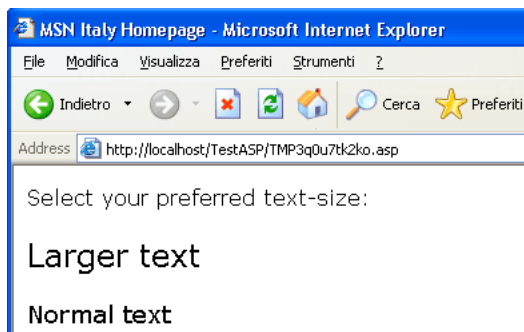 MSN Italy Homepage - Microsoft Internet Explorer
File Modifica Visualizza Preferiti Strumenti ?
Indietro Cerca Preferiti
Address http://localhost/TestASP/TMP3q0u7tk2ko.asp
Select your preferred text-size:
Larger text
Normal text